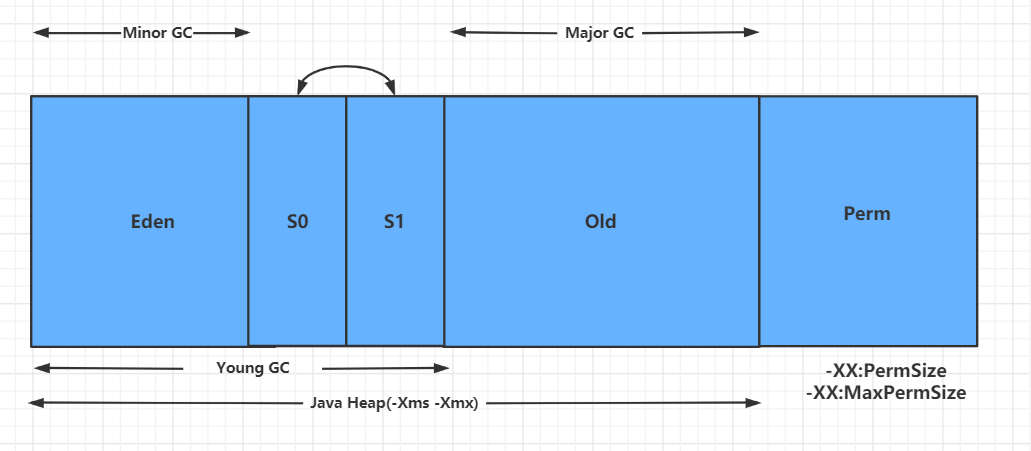 Minor GC
Major GC
Eden
S0
S1
Old
Perm
Young GC
-XX:PermSize
-XX:MaxPermSize
Java Heap(-Xms -Xmx)